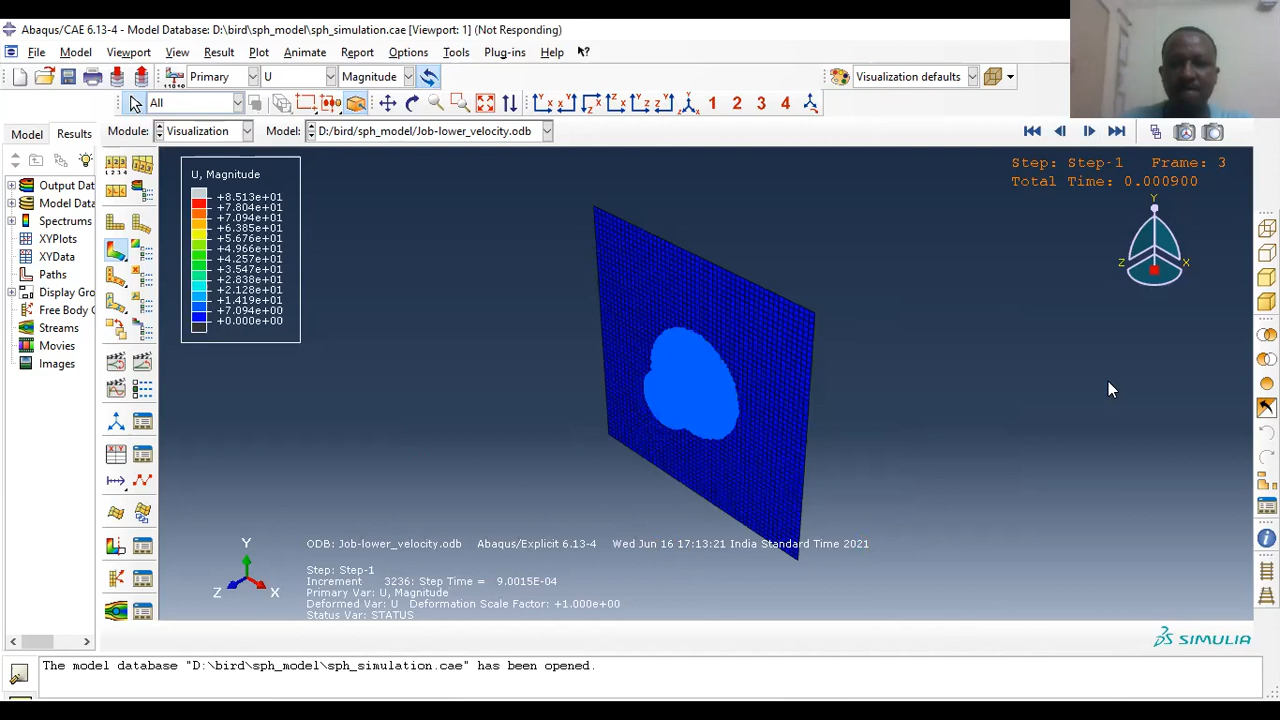 Abaqus/CAE 6.13-4 - Model Database: D:\bird\sph_model\sph_simulation.cae [Viewport: 1] (Not Responding)
File Model Viewport View Result Plot Animate Report Options Tools Plug-ins Help
Primary U Magnitude Visualization defaults
All 1 2 3 4
Model Results Module: Visualization Model: D:/bird/sph_model/Job-lower_velocity.odb
Output Dat
Model Data
Spectrums
XYPlots
XYData
Paths
Display Gro
Free Body C
Streams
Movies
Images
U, Magnitude
+8.513e+01
+7.804e+01
+7.094e+01
+6.385e+01
+5.676e+01
+4.966e+01
+4.257e+01
+3.547e+01
+2.838e+01
+2.128e+01
+1.419e+01
+7.094e+00
+0.000e+00
Step: Step-1 Frame: 3
Total Time: 0.000900
Y
Z X
Y
Z X
ODB: Job-lower_velocity.odb Abaqus/Explicit 6.13-4 Wed Jun 16 17:13:21 India Standard Time 2021
Step: Step-1
Increment 3236: Step Time = 9.0015E-04
Primary Var: U, Magnitude
Deformed Var: U Deformation Scale Factor: +1.000e+00
Status Var: STATUS
SIMULIA
The model database "D:\bird\sph_model\sph_simulation.cae" has been opened.